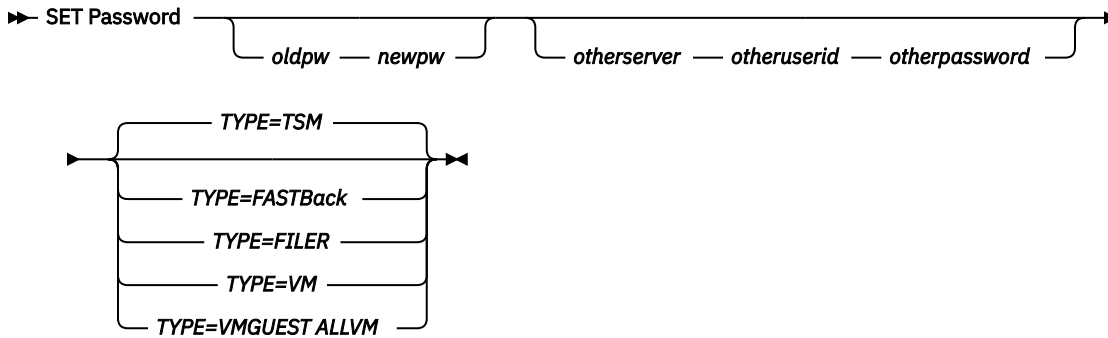 SET Password
oldpw newpw
otherserver otheruserid otherpassword
TYPE=TSM
TYPE=FASTBack
TYPE=FILER
TYPE=VM
TYPE=VMGUEST ALLVM